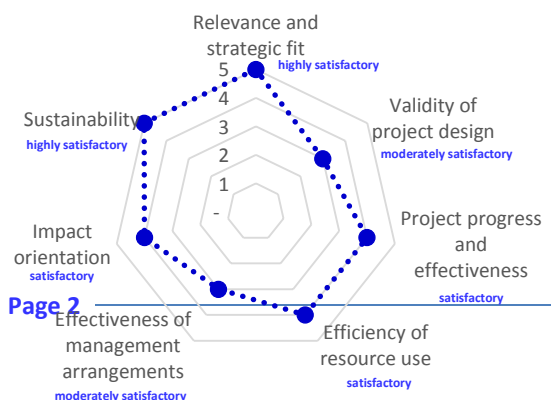 Relevance and
strategic fit
highly satisfactory
5
4
3
2
1
-
Validity of
project design
moderately satisfactory
Project progress
and
effectiveness
satisfactory
Efficiency of
resource use
satisfactory
Effectiveness of
management
arrangements
moderately satisfactory
Impact
orientation
satisfactory
Sustainability
highly satisfactory
Page 2